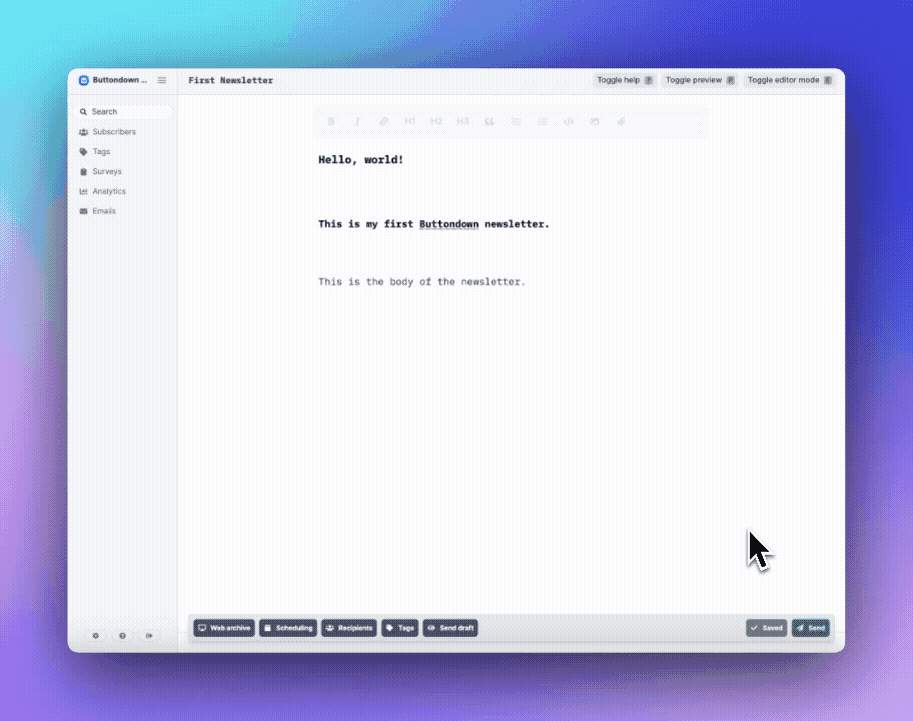 Buttondown ...
First Newsletter
Toggle help ?
Toggle preview P
Toggle editor mode E
Search
Subscribers
Tags
Surveys
Analytics
Emails
B I H1 H2 H3
Hello, world!
This is my first Buttondown newsletter.
This is the body of the newsletter.
Web archive
Scheduling
Recipients
Tags
Send draft
Saved
Send